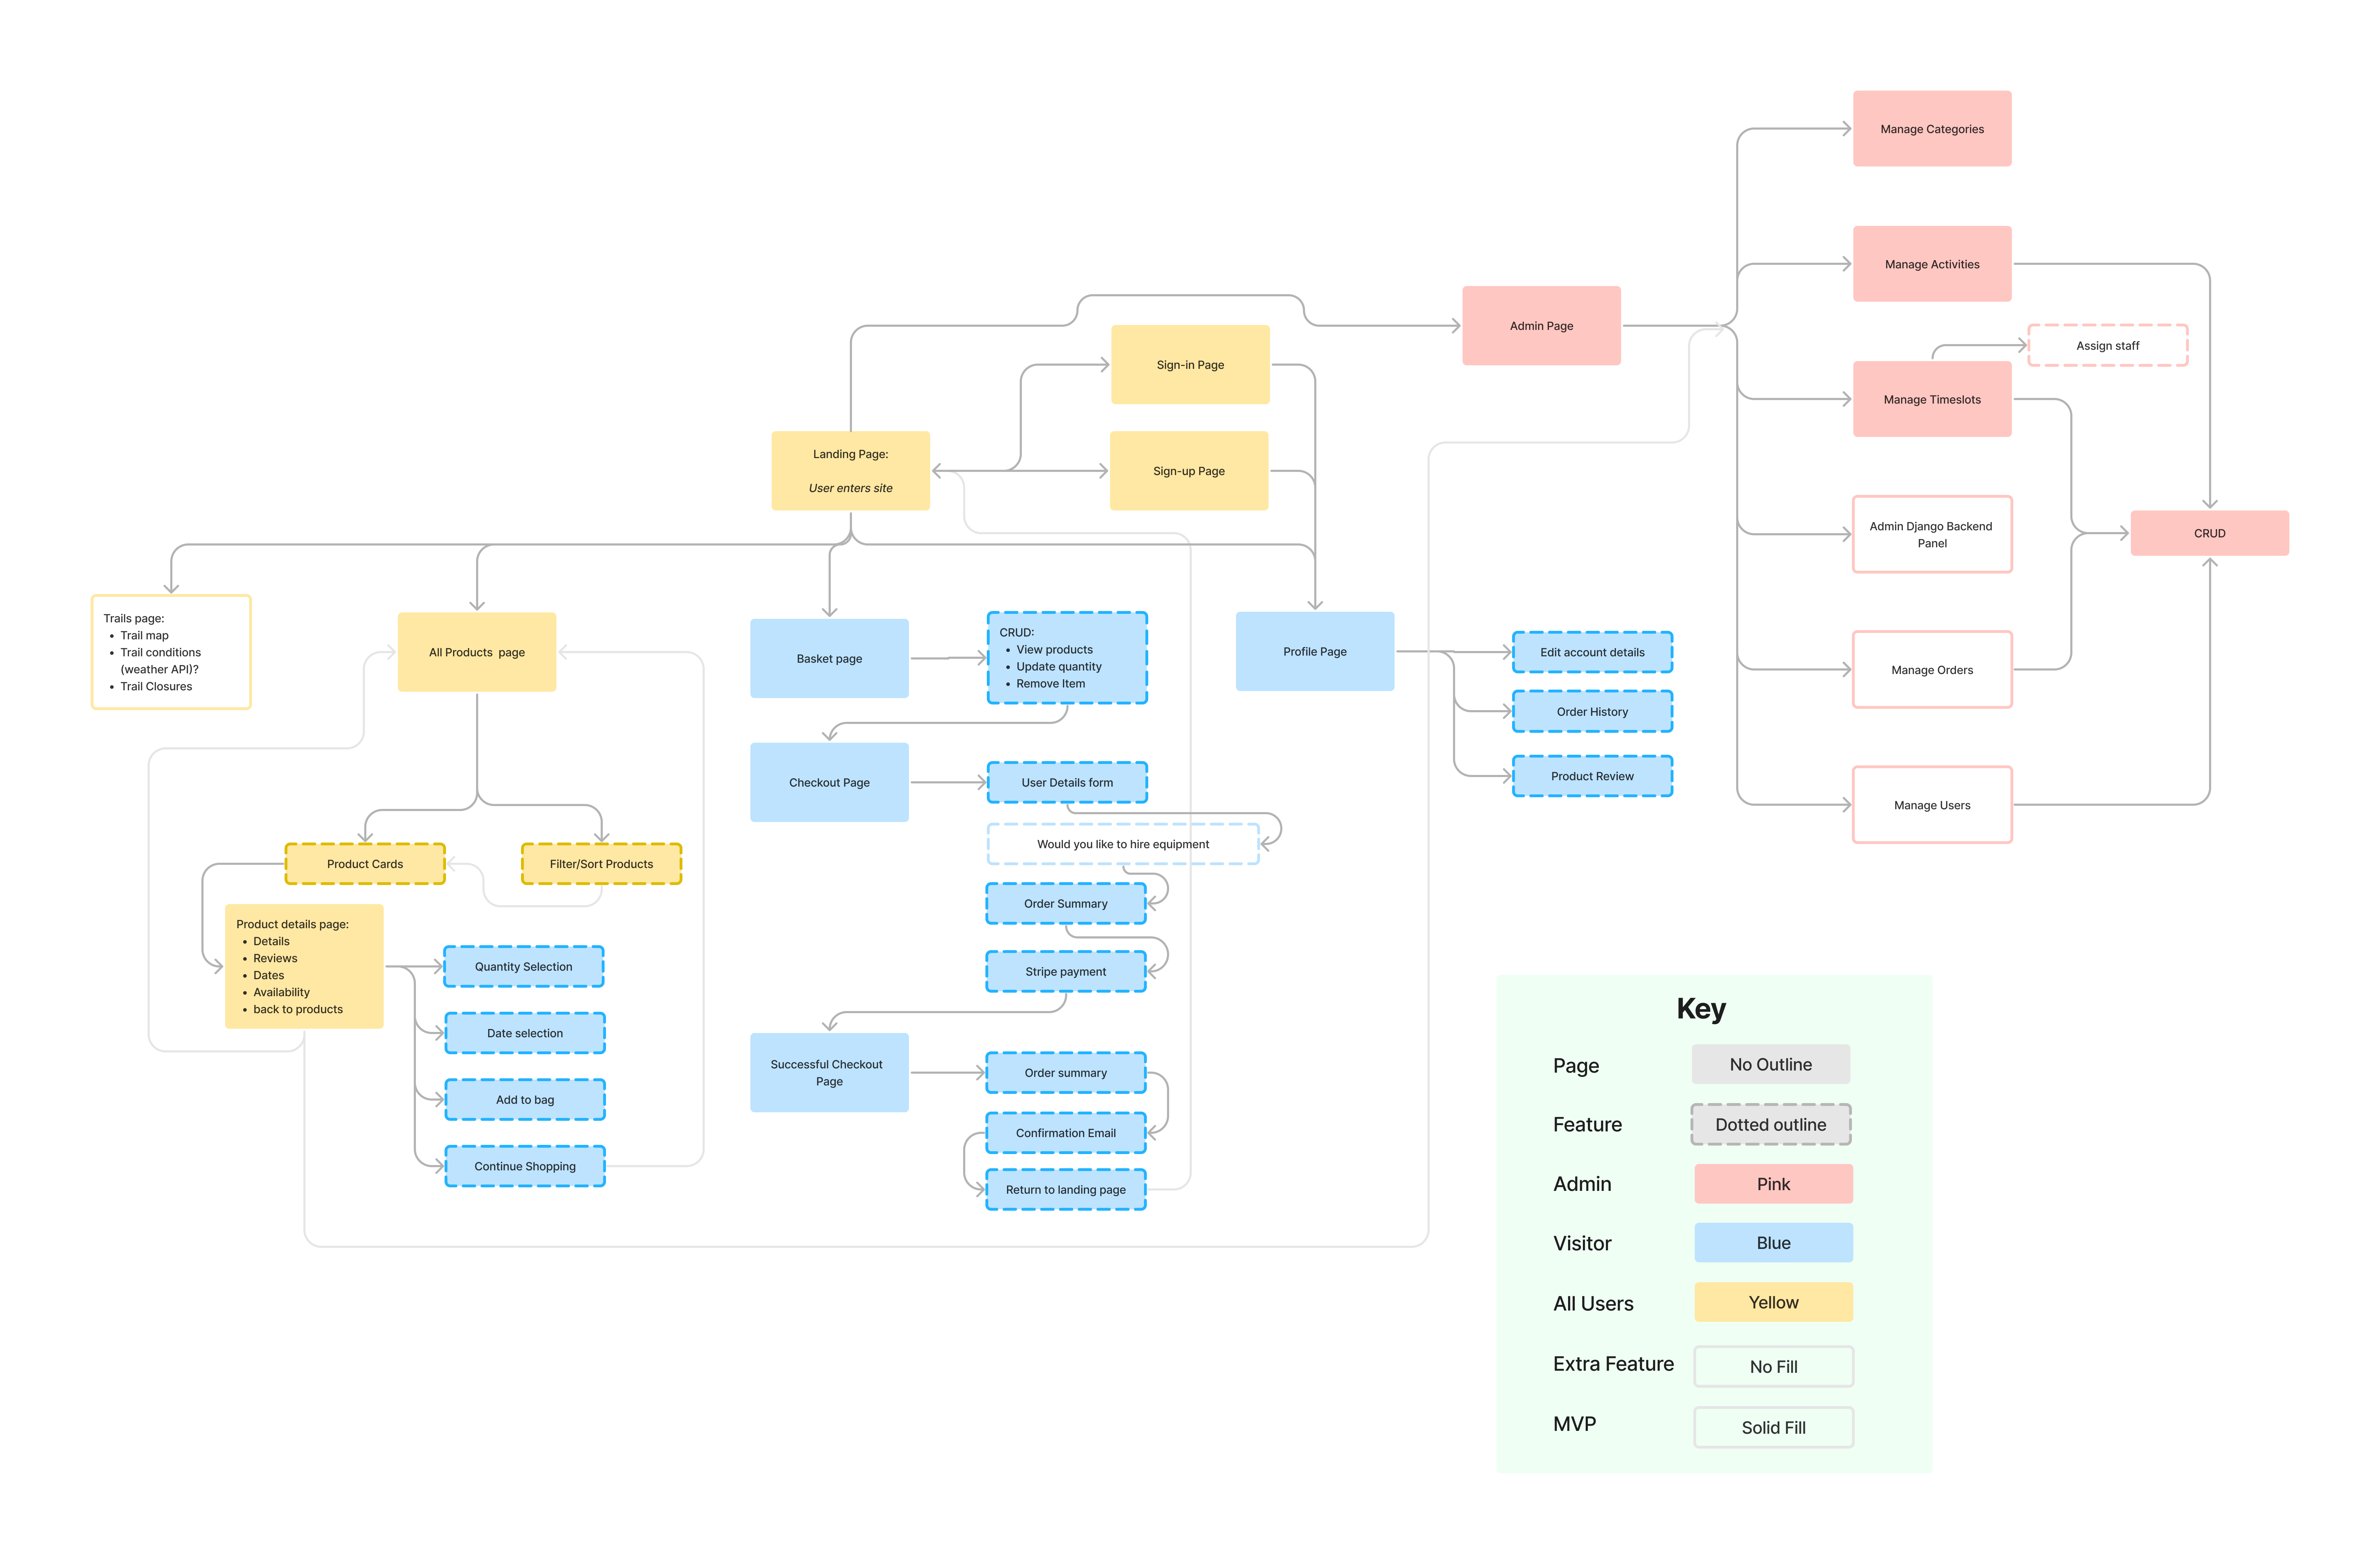 Manage Categories
Manage Activities
Admin Page
Assign staff
Sign-in Page
Manage Timeslots
Landing Page:
User enters site
Sign-up Page
Admin Django Backend
Panel
CRUD
Trails page:
• Trail map
• Trail conditions
(weather API)?
• Trail Closures
All Products page
Basket page
CRUD:
• View products
• Update quantity
• Remove Item
Profile Page
Edit account details
Order History
Product Review
Manage Orders
Manage Users
Checkout Page
User Details form
Would you like to hire equipment
Order Summary
Stripe payment
Product Cards
Filter/Sort Products
Product details page:
• Details
• Reviews
• Dates
• Availability
• back to products
Quantity Selection
Date selection
Add to bag
Continue Shopping
Successful Checkout
Page
Order summary
Confirmation Email
Return to landing page
Key
Page
No Outline
Feature
Dotted outline
Admin
Pink
Visitor
Blue
All Users
Yellow
Extra Feature
No Fill
MVP
Solid Fill